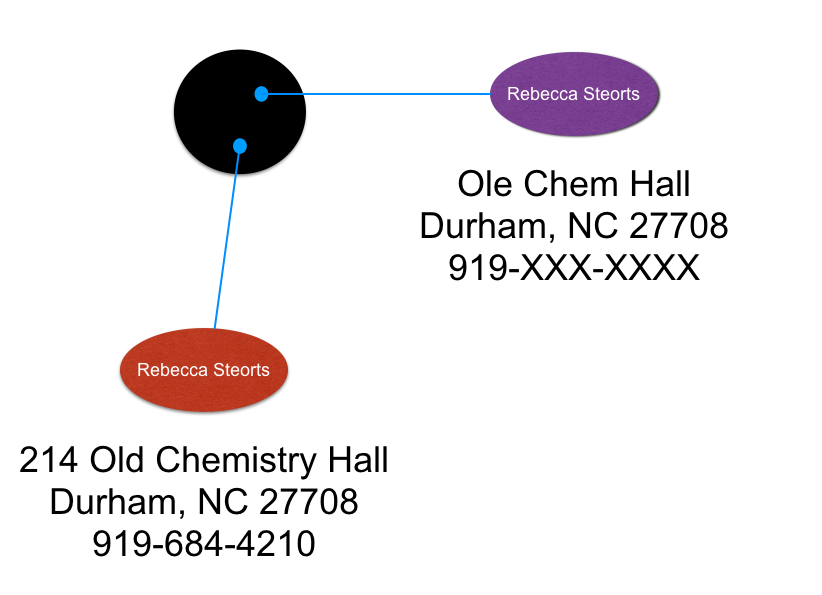 Rebecca Steorts
Ole Chem Hall
Durham, NC 27708
919-XXX-XXXX
Rebecca Steorts
214 Old Chemistry Hall
Durham, NC 27708
919-684-4210